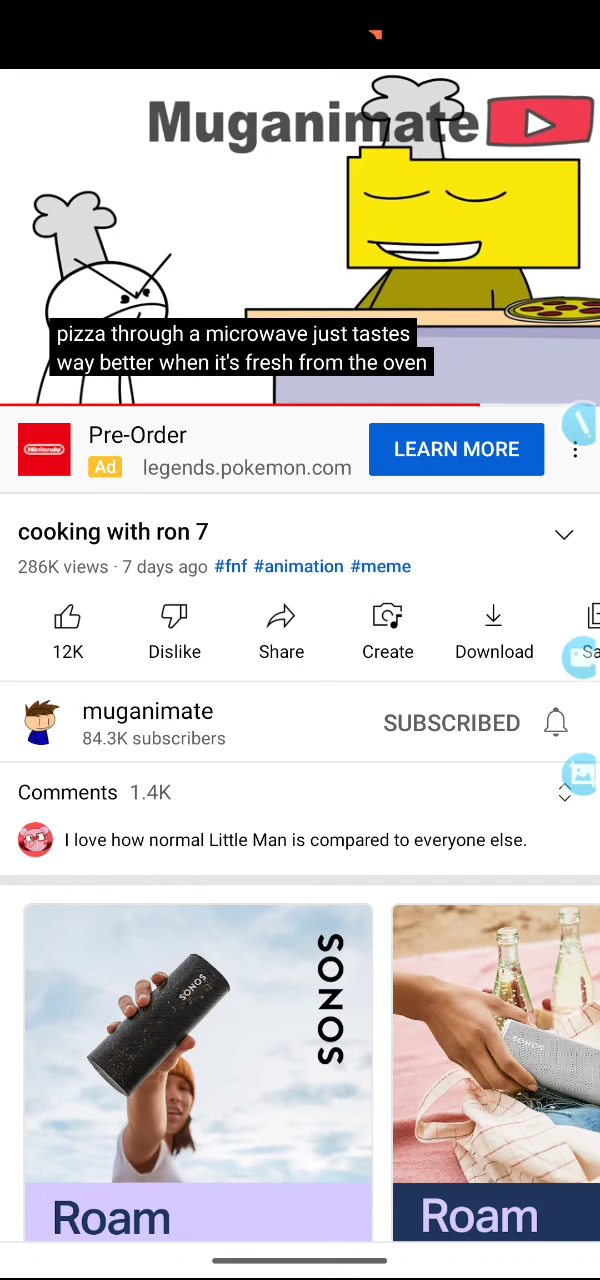 Muganimate
pizza through a microwave just tastes
way better when it's fresh from the oven
Nintendo
Pre-Order
Ad legends.pokemon.com
LEARN MORE
cooking with ron 7
286K views · 7 days ago #fnf #animation #meme
12K Dislike Share Create Download Sa
muganimate
84.3K subscribers
SUBSCRIBED
Comments 1.4K
I love how normal Little Man is compared to everyone else.
SONOS
SONOS
SONOS
Roam
Roam